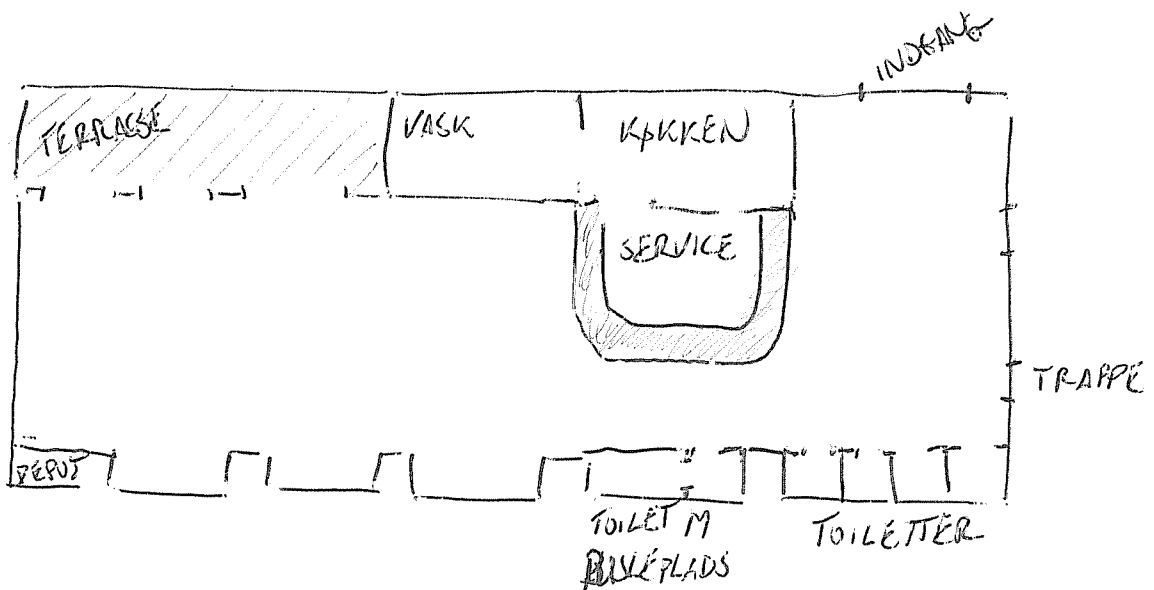 INDGANG
TERRASSE
VASK
KØKKEN
SERVICE
TRAPPE
DEPOT
TOILET M
PUSLEPLADS
TOILETTER